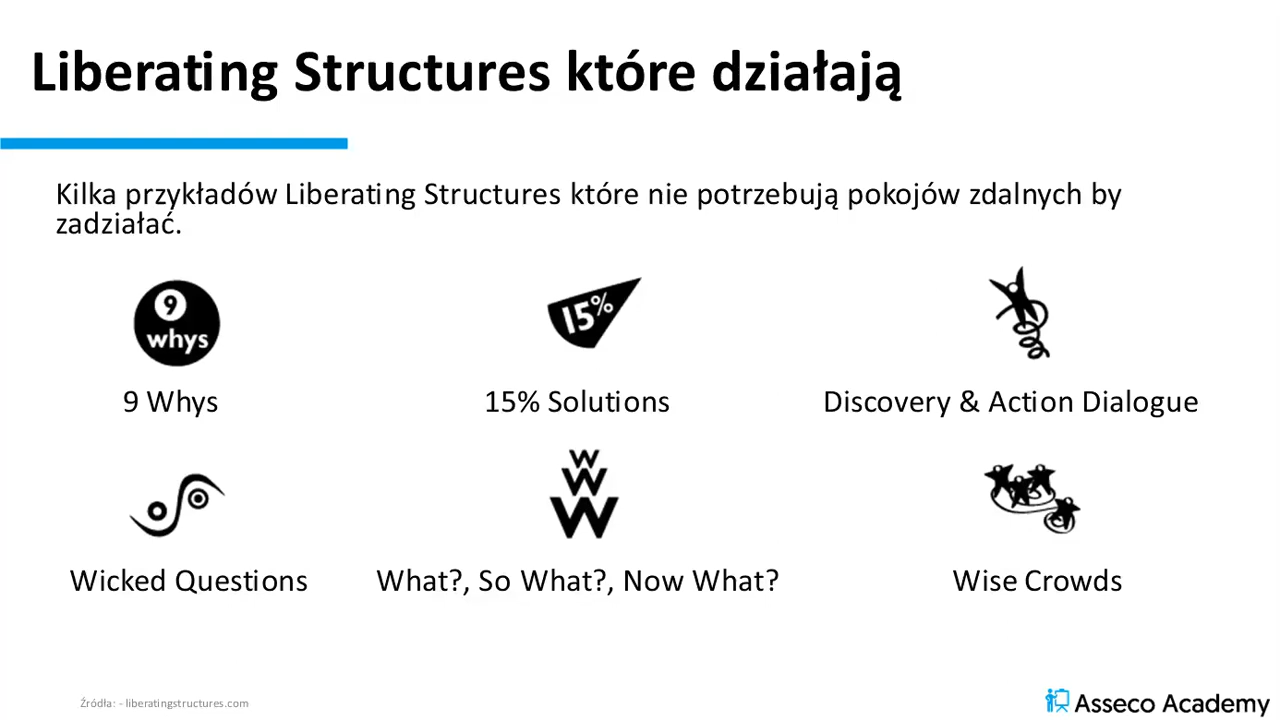 Liberating Structures które działają
Kilka przykładów Liberating Structures które nie potrzebują pokojów zdalnych by
zadziałać.
9
whys
15%
9 Whys
15% Solutions
Discovery & Action Dialogue
W
W
W
Wicked Questions
What?, So What?, Now What?
Wise Crowds
Źródła: - liberatingstructures.com
Asseco Academy